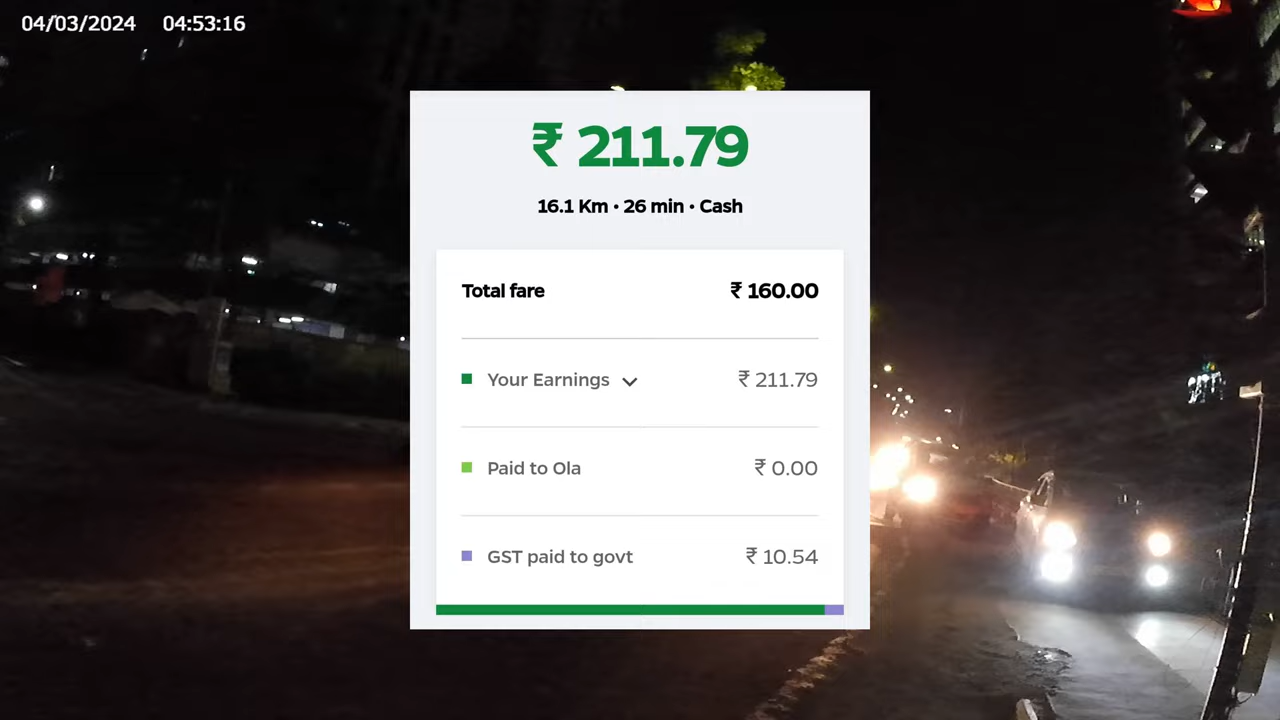 04/03/2024 04:53:16
₹ 211.79
16.1 Km • 26 min • Cash
Total fare ₹ 160.00
Your Earnings ₹ 211.79
Paid to Ola ₹ 0.00
GST paid to govt ₹ 10.54